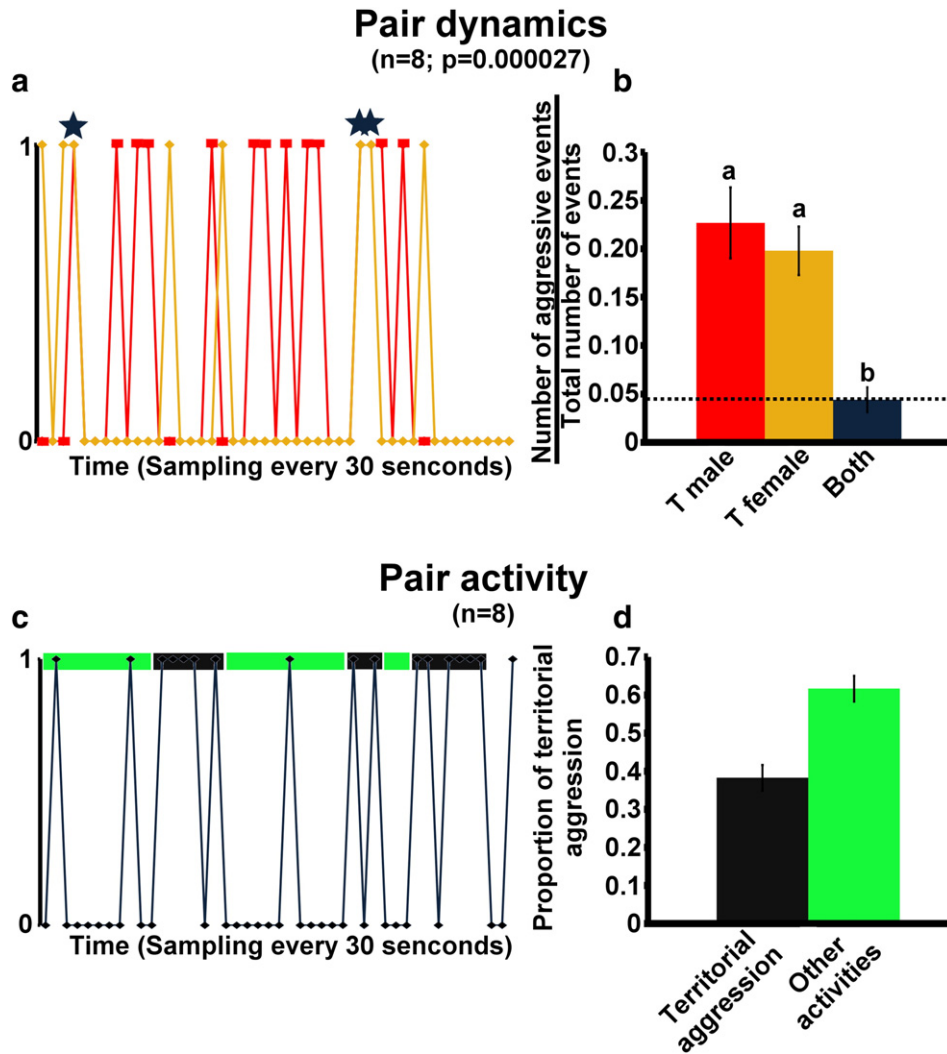 Pair dynamics
(n=8; p=0.000027)
a
1
0
Time (Sampling every 30 senconds)
b
Number of aggressive events
Total number of events
0.3
0.25
0.20
0.15
0.10
0.05
0
a
a
b
T male
T female
Both
Pair activity
(n=8)
c
1
0
Time (Sampling every 30 senconds)
d
Proportion of territorial
aggression
0.7
0.6
0.5
0.4
0.3
0.2
0.1
0
Territorial
aggression
Other
activities